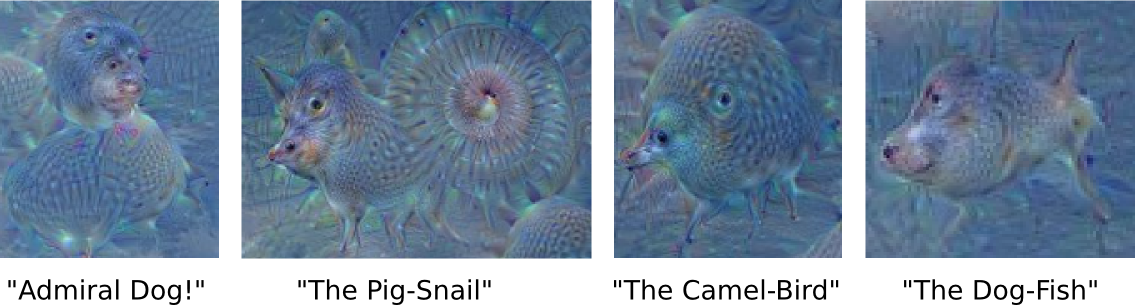 "Admiral Dog!"
"The Pig-Snail"
"The Camel-Bird"
"The Dog-Fish"